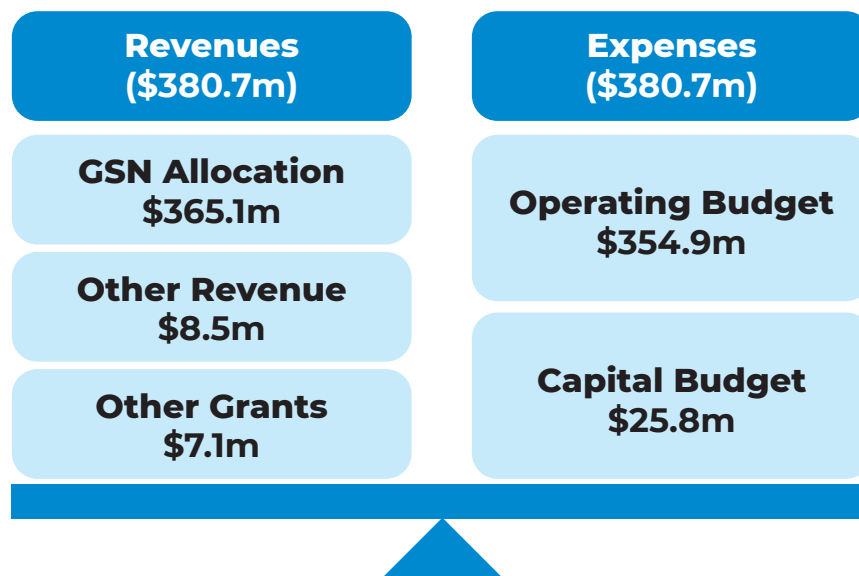 Revenues
($380.7m)
GSN Allocation
$365.1m
Other Revenue
$8.5m
Other Grants
$7.1m
Expenses
($380.7m)
Operating Budget
$354.9m
Capital Budget
$25.8m